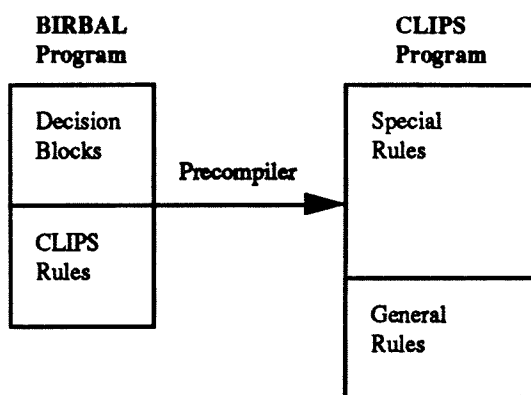 BIRBAL
Program
Decision
Blocks
CLIPS
Rules
Precompiler
CLIPS
Program
Special
Rules
General
Rules